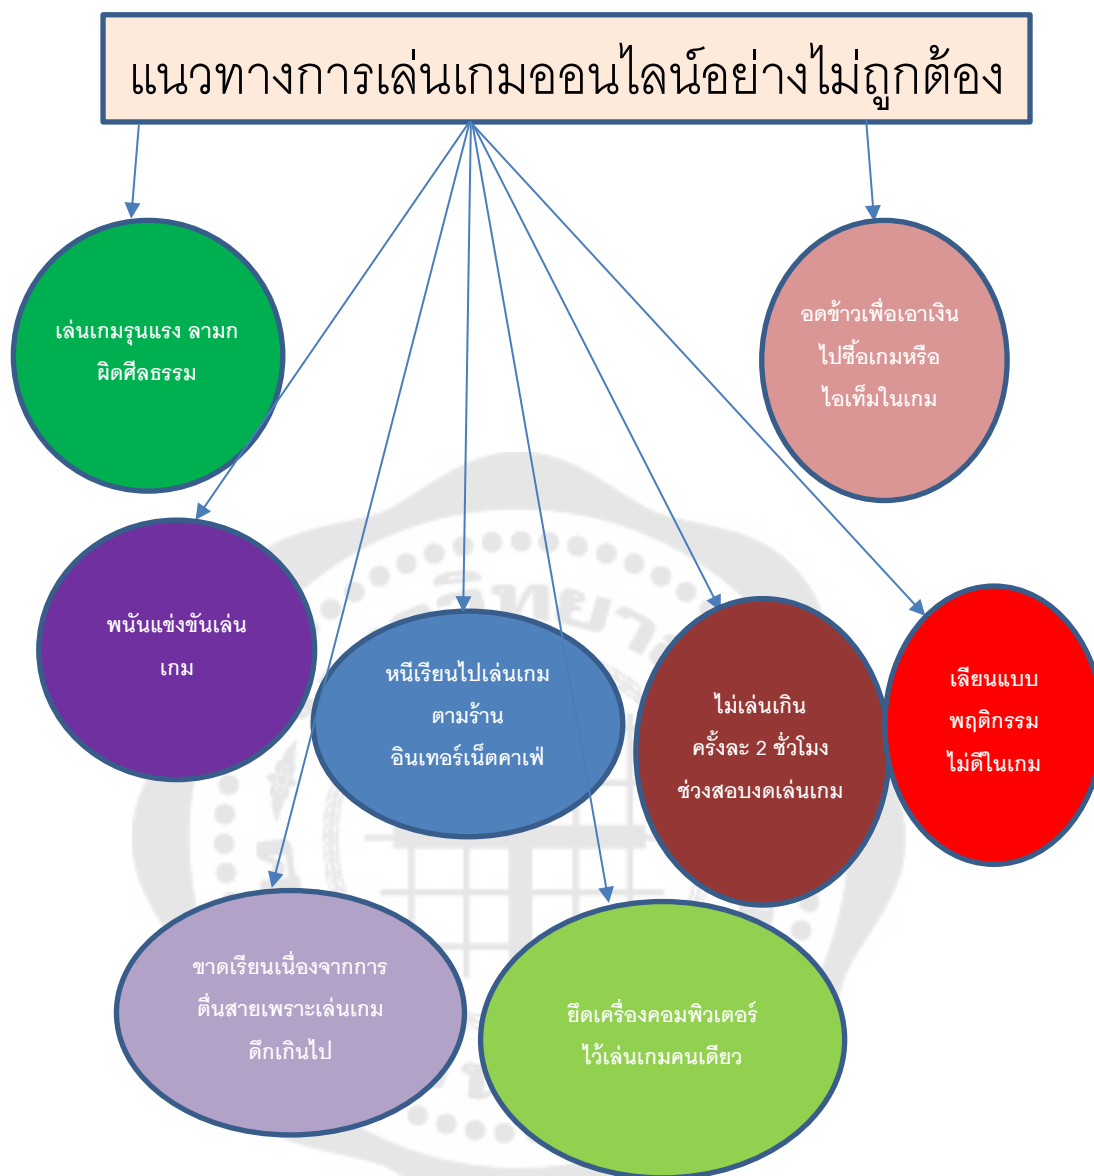 แนวทางการเล่นเกมออนไลน์อย่างไม่ถูกต้อง
เล่นเกมรุนแรง ลามก
ผิดศีลธรรม
อดข้าวเพื่อเอาเงิน
ไปซื้อเกมหรือ
ไอเท็มในเกม
พนันแข่งขันเล่น
เกม
หนีเรียนไปเล่นเกม
ตามร้าน
อินเทอร์เน็ตคาเฟ่
ไม่เล่นเกิน
ครั้งละ 2 ชั่วโมง
ช่วงสอบงดเล่นเกม
เลียนแบบ
พฤติกรรม
ไม่ดีในเกม
ขาดเรียนเนื่องจากการ
ตื่นสายเพราะเล่นเกม
ดึกเกินไป
ยึดเครื่องคอมพิวเตอร์
ไว้เล่นเกมคนเดียว